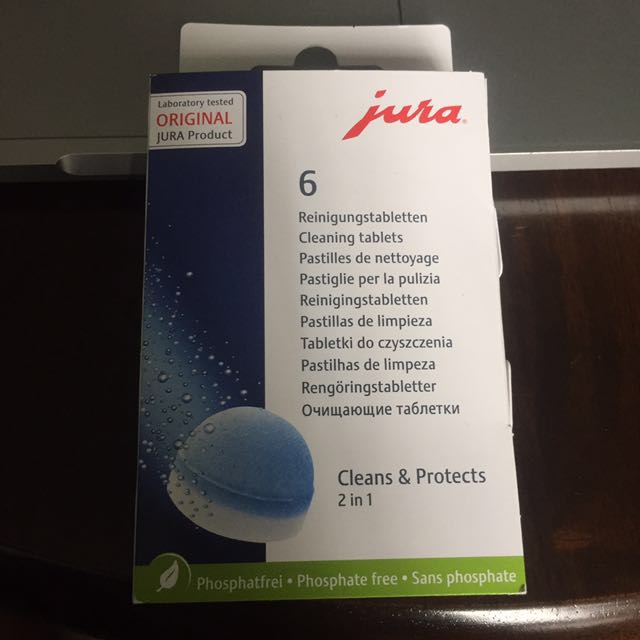 Laboratory tested
ORIGINAL
JURA Product
jura
6
Reinigungstabletten
Cleaning tablets
Pastilles de nettoyage
Pastiglie per la pulizia
Reinigingstabletten
Pastillas de limpieza
Tabletki do czyszczenia
Pastilhas de limpeza
Rengöringstabletter
Очищающие таблетки
Cleans & Protects
2 in 1
Phosphatfrei • Phosphate free • Sans phosphate